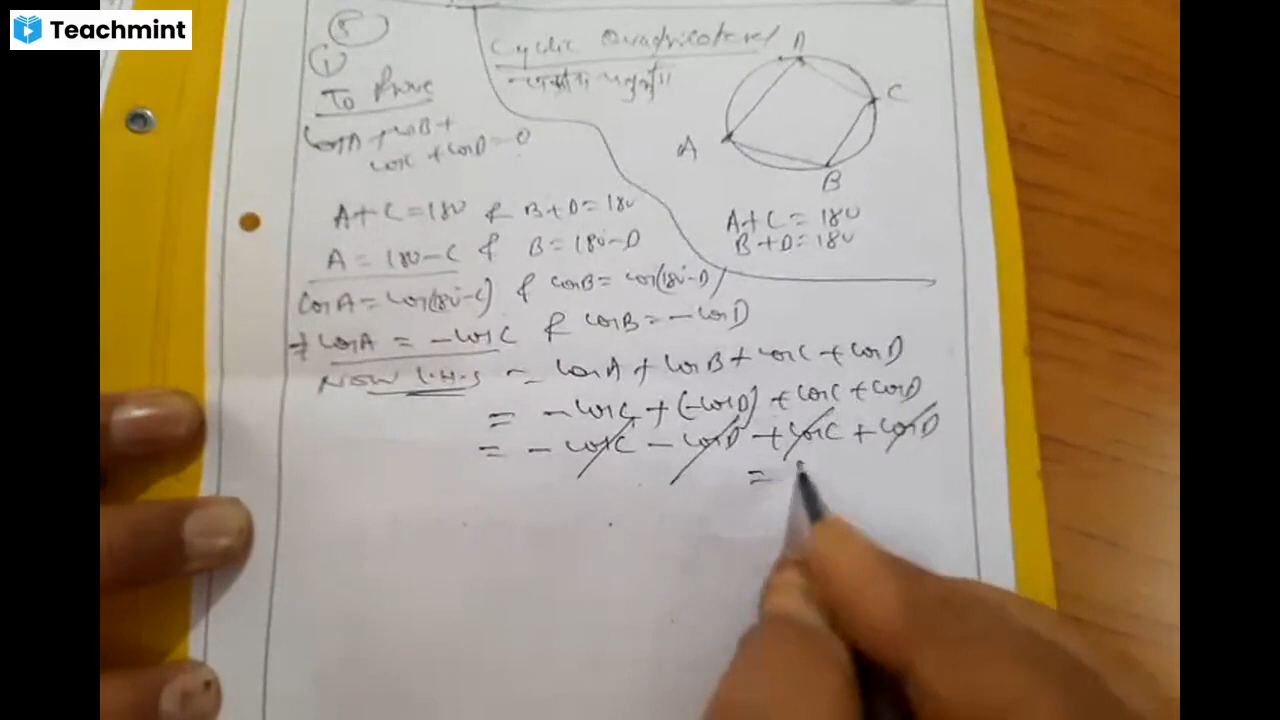 Teachmint
5
i
Cyclic Quadrilateral
To Prove
cosA + cosB +
cosC + cosD = 0
D
C
A
B
A+C=180 & B+D=180
A+C=180
B+D=180
A = 180-C & B=180-D
cosA = cos(180-C) & cosB = cos(180-D)
cosA = -cosC & cosB = -cosD
NOW L.H.S = cosA + cosB + cosC + cosD
= -cosC + (-cosD) + cosC + cosD
= - cosC - cosD + cosC + cosD
=